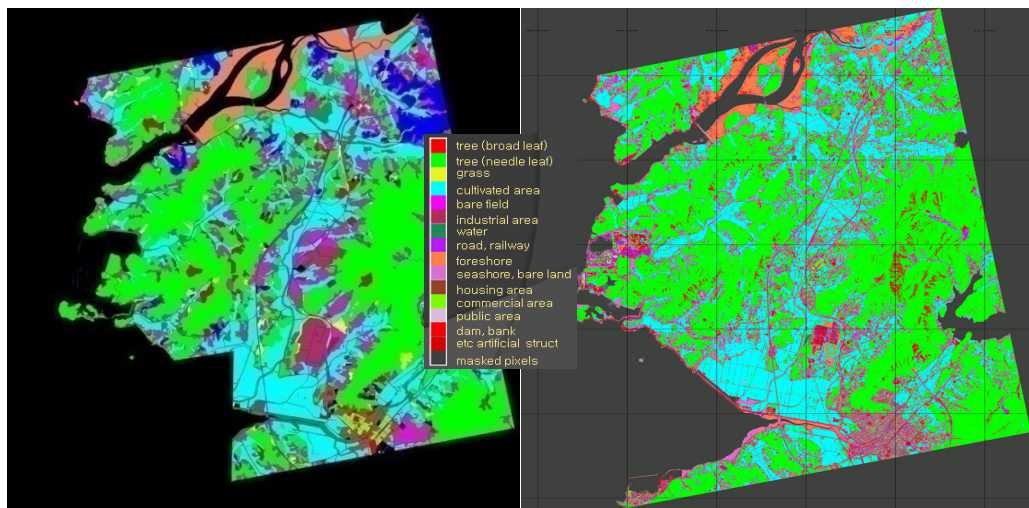 tree (broad leaf)
tree (needle leaf)
grass
cultivated area
bare field
industrial area
water
road, railway
foreshore
seashore, bare land
housing area
commercial area
public area
dam, bank
etc artificial struct
masked pixels